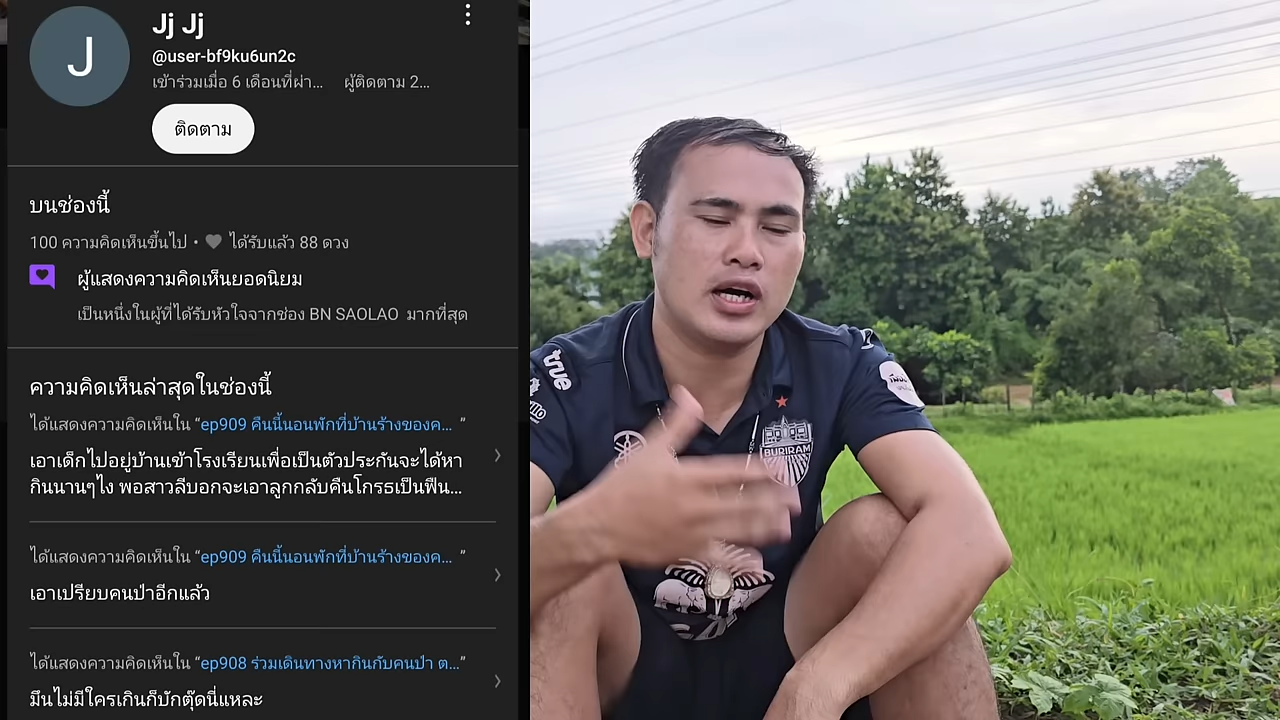 J
Jj Jj
@user-bf9ku6un2c
เข้าร่วมเมื่อ 6 เดือนที่ผ่า... ผู้ติดตาม 2...
ติดตาม
บนช่องนี้
100 ความคิดเห็นขึ้นไป • ได้รับแล้ว 88 ดวง
ผู้แสดงความคิดเห็นยอดนิยม
เป็นหนึ่งในผู้ที่ได้รับหัวใจจากช่อง BN SAOLAO มากที่สุด
ความคิดเห็นล่าสุดในช่องนี้
ได้แสดงความคิดเห็นใน “ep909 คืนนี้นอนพักที่บ้านร้างของค... ”
เอาเด็กไปอยู่บ้านเข้าโรงเรียนเพื่อเป็นตัวประกันจะได้หา
กินนานๆไง พอสาวลีบอกจะเอาลูกกลับคืนโกรธเป็นฟืน...
ได้แสดงความคิดเห็นใน “ep909 คืนนี้นอนพักที่บ้านร้างของค... ”
เอาเปรียบคนป่าอีกแล้ว
ได้แสดงความคิดเห็นใน “ep908 ร่วมเดินทางหากินกับคนป่า ต...”
มึนไม่มีใครเกินก็บักตุ๊ดนี่แหละ
true
BURIRAM